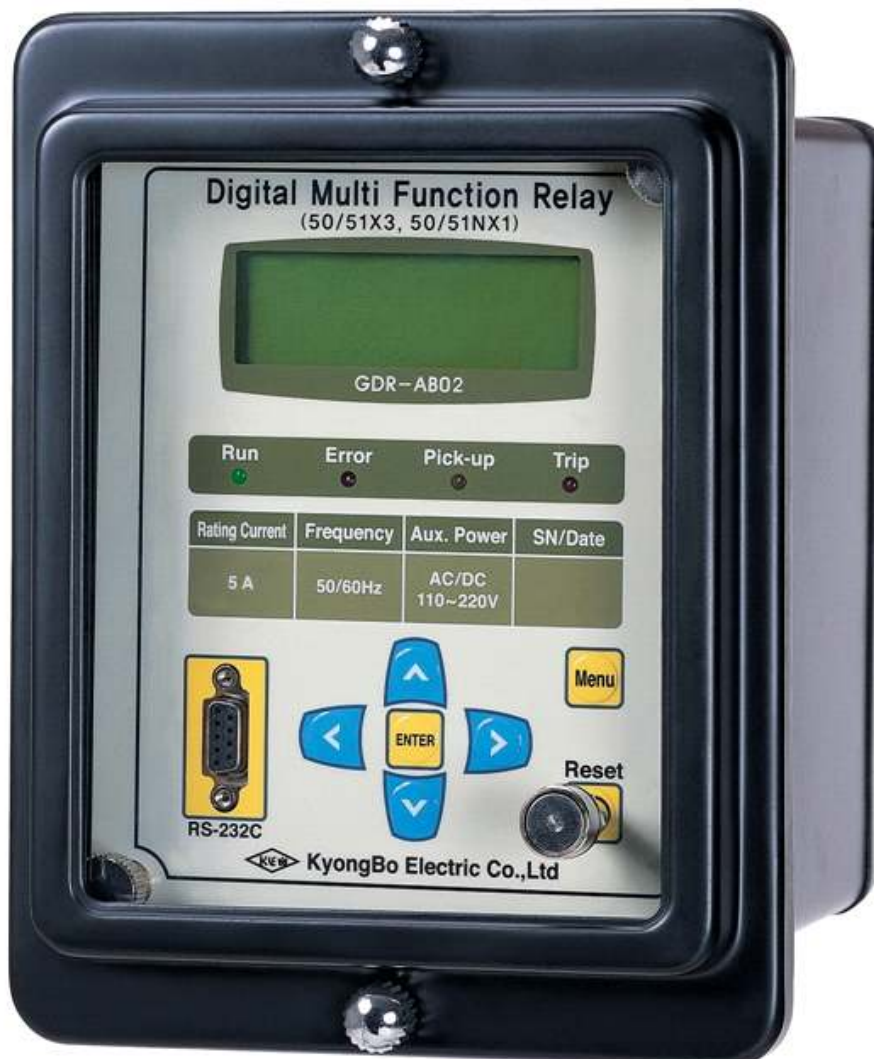 Digital Multi Function Relay
(50/51X3, 50/51NX1)
GDR-AB02
Run Error Pick-up Trip
Rating Current Frequency Aux. Power SN/Date
5 A 50/60Hz AC/DC 110~220V
Menu
ENTER
Reset
RS-232C
KyongBo Electric Co.,Ltd